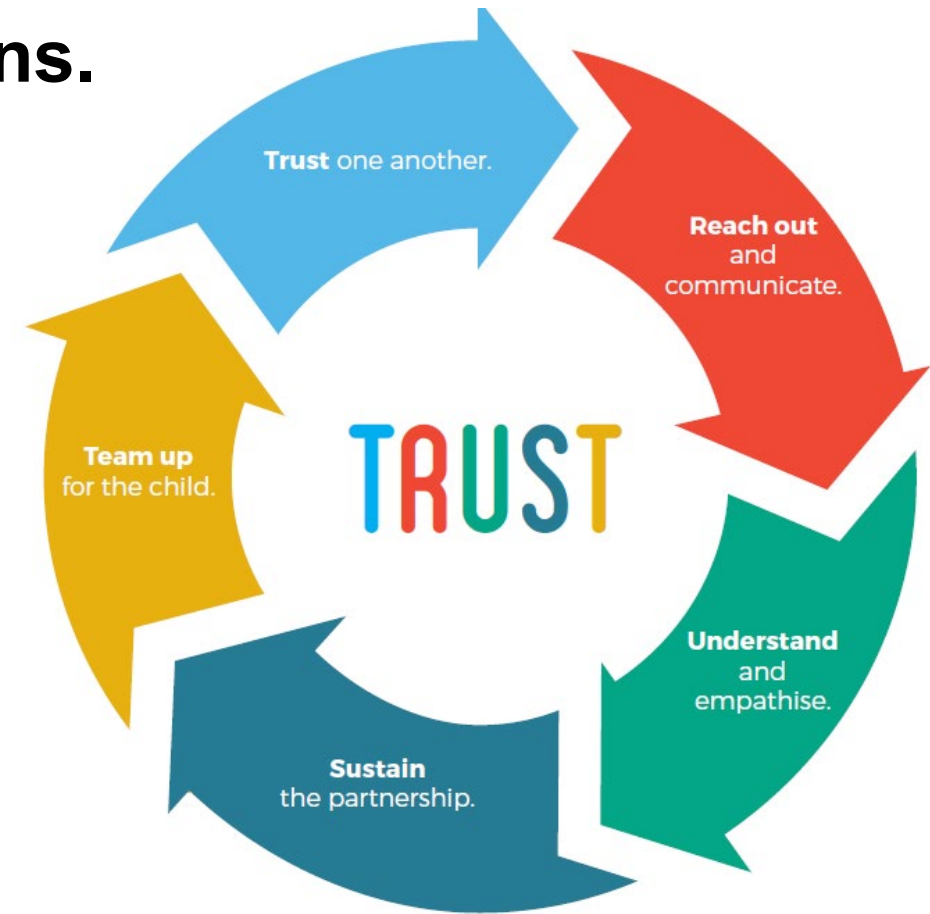 ns.
Trust one another.
Reach out
and
communicate.
Understand
and
empathise.
Sustain
the partnership.
Team up
for the child.
TRUST